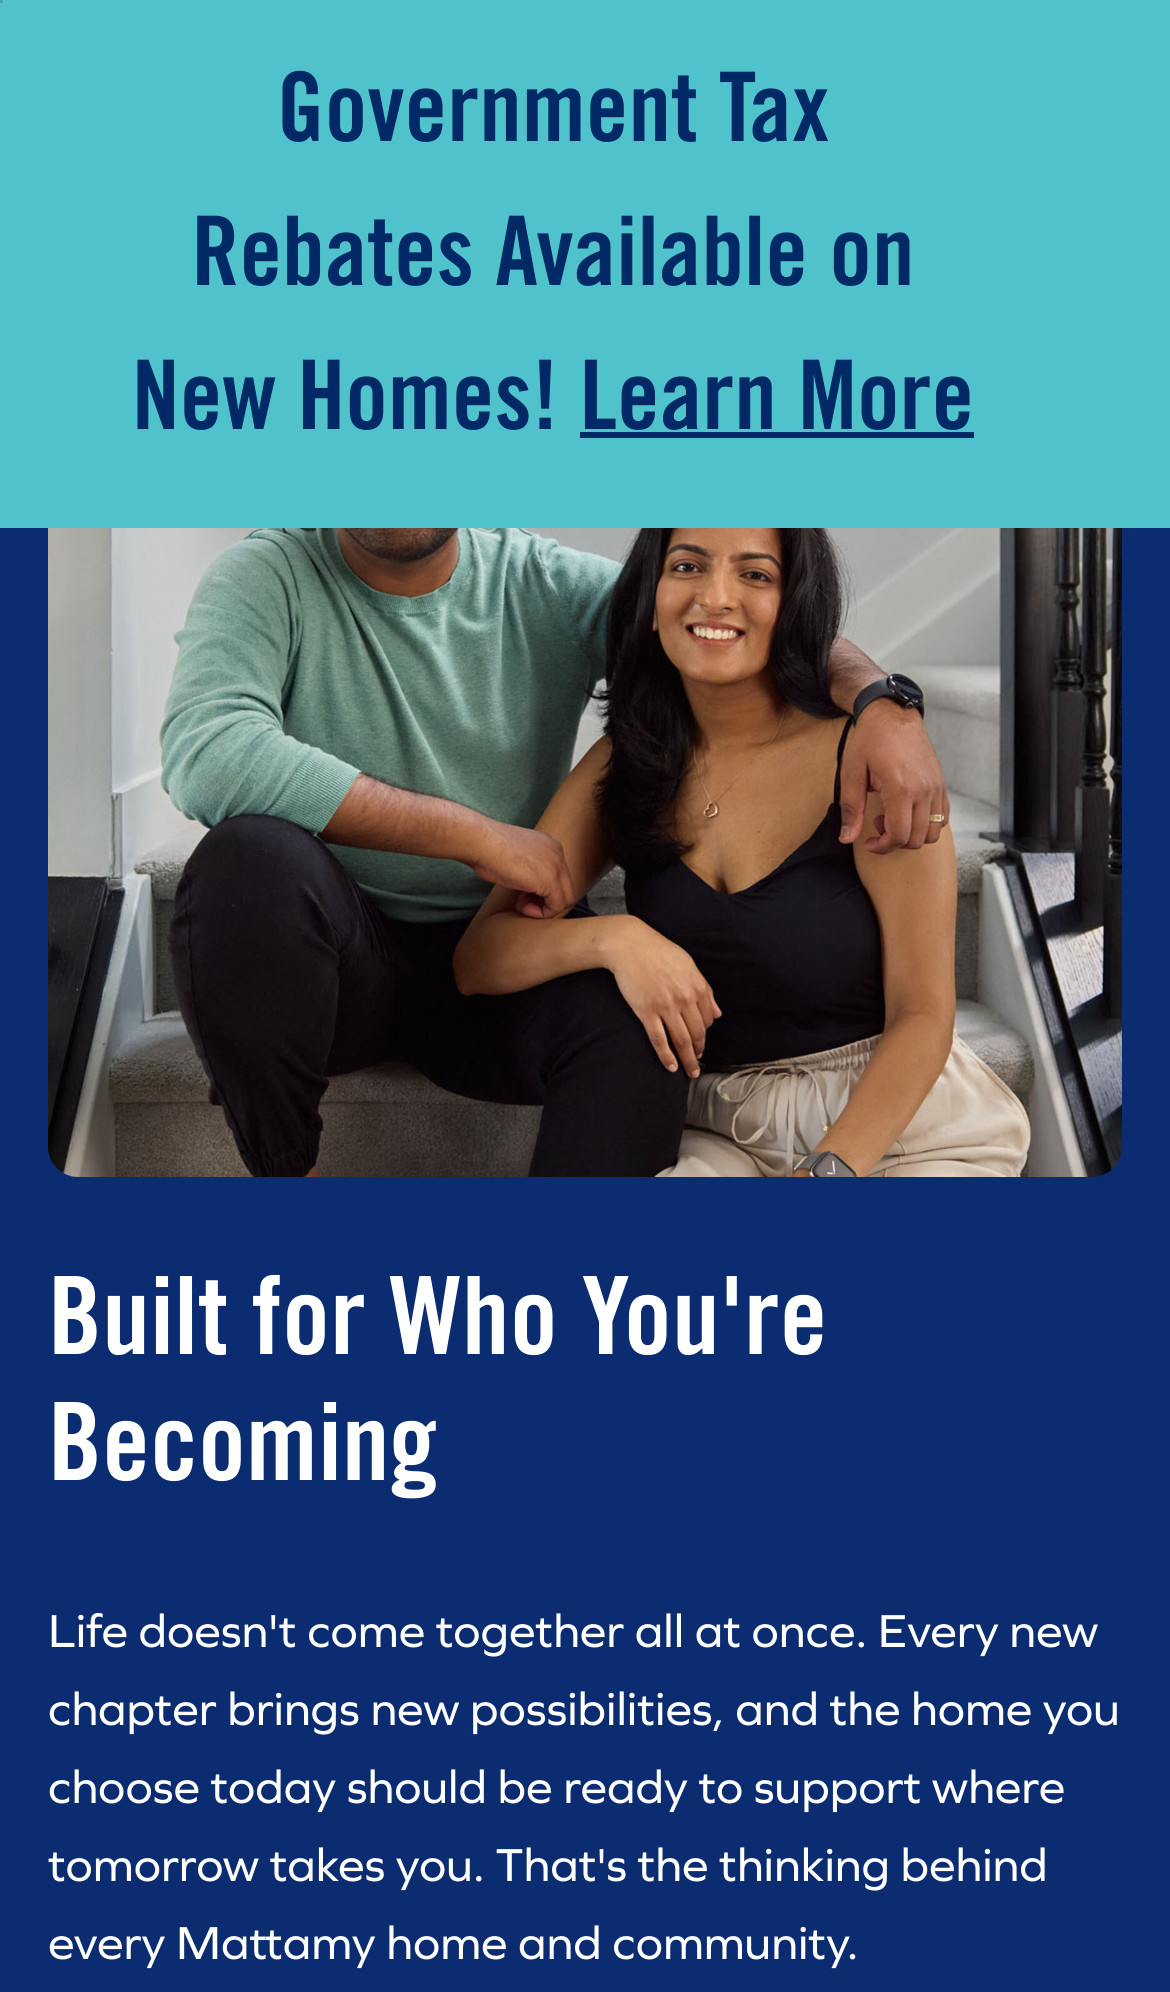 Government Tax
Rebates Available on
New Homes! Learn More
Built for Who You're
Becoming
Life doesn't come together all at once. Every new
chapter brings new possibilities, and the home you
choose today should be ready to support where
tomorrow takes you. That's the thinking behind
every Mattamy home and community.